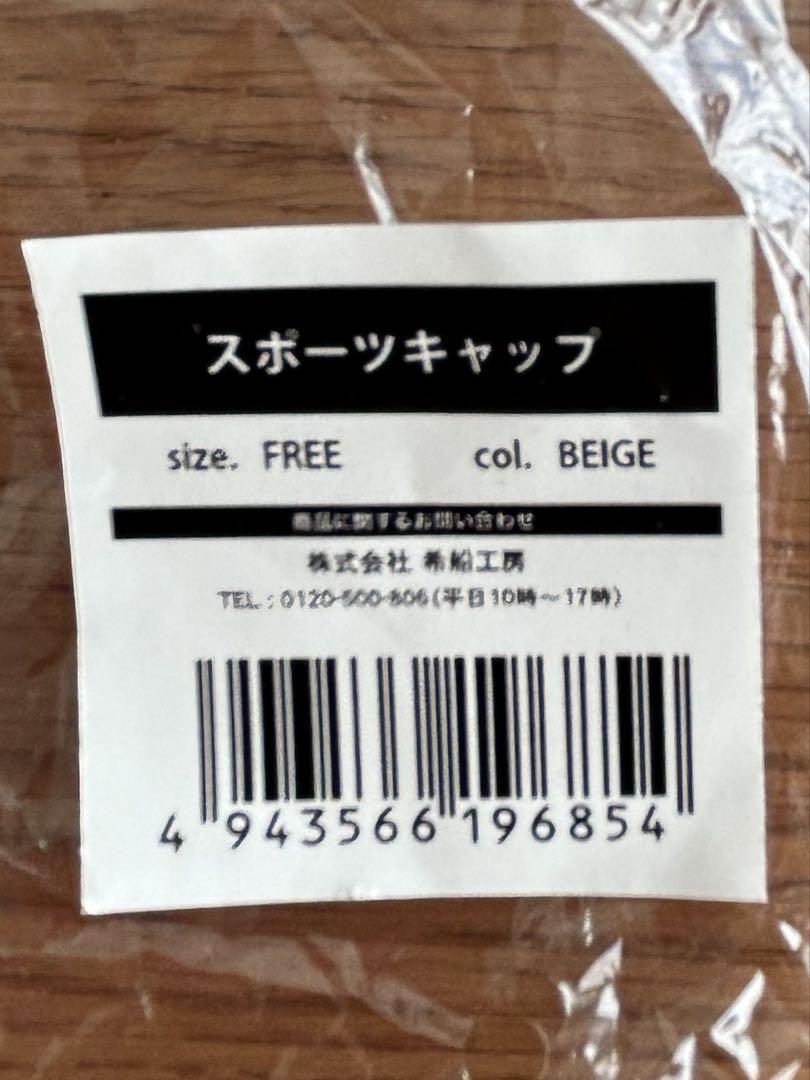 スポーツキャップ
size. FREE col. BEIGE
商品に関するお問い合わせ
株式会社 希船工房
TEL:0120-600-606(平日10時～17時)
4 943566 196854